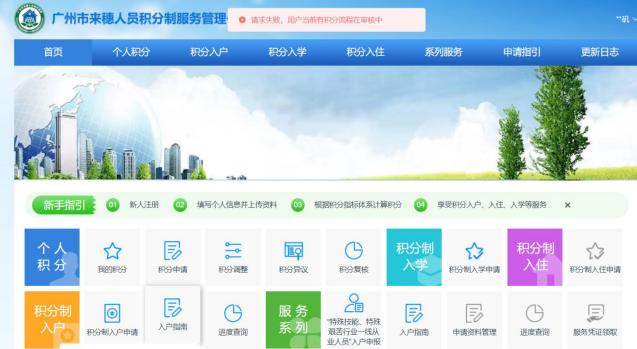 广州市来穗人员积分制服务管理
请求失败，用户当前有积分流程在审核中
**矶
首页 个人积分 积分入户 积分入学 积分入住 系列服务 申请指引 更新日志
新手指引 01 新人注册 02 填写个人信息并上传资料 03 根据积分指标体系计算积分 04 享受积分入户、入住、入学等服务 ×
个人
积分
我的积分 积分申请 积分调整 积分异议 积分复核
积分制
入学
积分制入学申请
积分制
入住
积分制入住申请
积分制
入户
积分制入户申请 入户指南 进度查询
服务
系列
"特殊技能、特殊
艰苦行业一线从
业人员"入户申报
入户指南 申请资料管理 进度查询 服务凭证领取